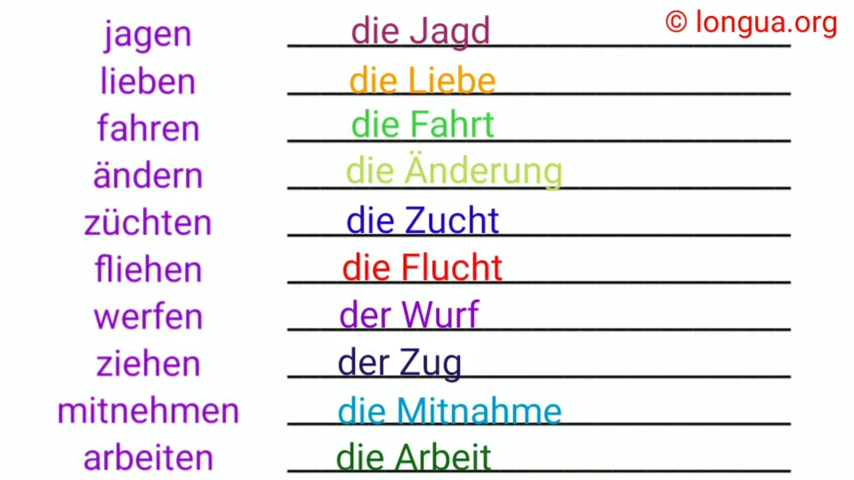 © longua.org
jagen die Jagd
lieben die Liebe
fahren die Fahrt
ändern die Änderung
züchten die Zucht
fliehen die Flucht
werfen der Wurf
ziehen der Zug
mitnehmen die Mitnahme
arbeiten die Arbeit